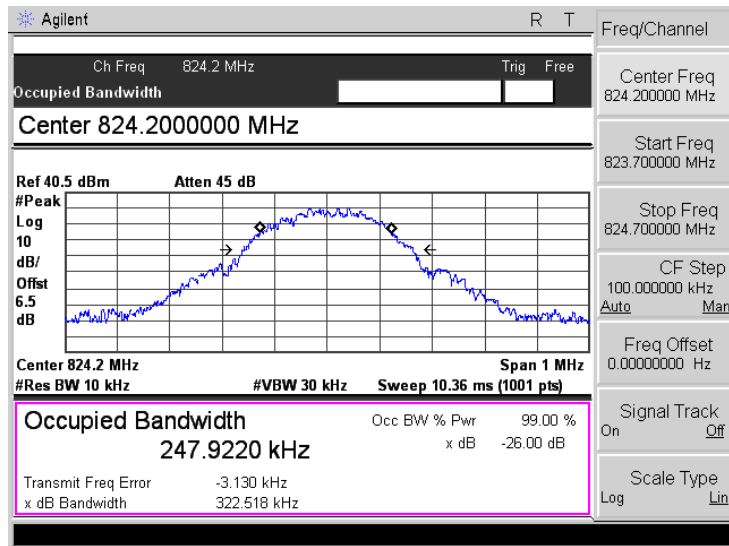 Agilent R T
Ch Freq 824.2 MHz Trig Free
Occupied Bandwidth
Center 824.2000000 MHz
Ref 40.5 dBm Atten 45 dB
#Peak
Log
10
dB/
Offst
6.5
dB
Center 824.2 MHz Span 1 MHz
#Res BW 10 kHz #VBW 30 kHz Sweep 10.36 ms (1001 pts)
Occupied Bandwidth
247.9220 kHz
Occ BW % Pwr 99.00 %
x dB -26.00 dB
Transmit Freq Error -3.130 kHz
x dB Bandwidth 322.518 kHz
Freq/Channel
Center Freq
824.200000 MHz
Start Freq
823.700000 MHz
Stop Freq
824.700000 MHz
CF Step
100.000000 kHz
Auto Man
Freq Offset
0.00000000 Hz
Signal Track
On Off
Scale Type
Log Lin